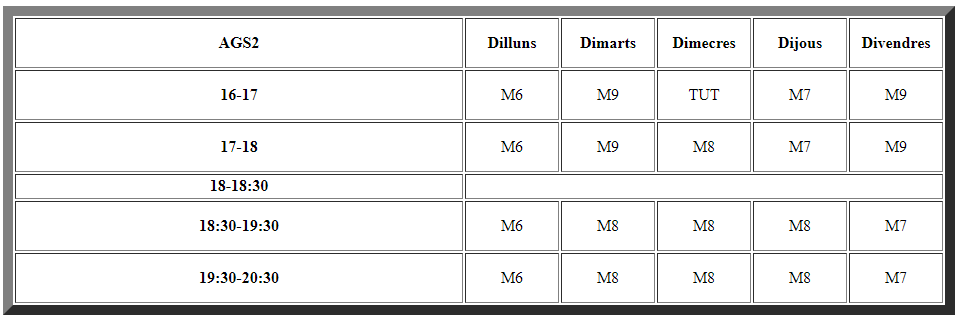 AGS2 Dilluns Dimarts Dimecres Dijous Divendres
16-17 M6 M9 TUT M7 M9
17-18 M6 M9 M8 M7 M9
18-18:30
18:30-19:30 M6 M8 M8 M8 M7
19:30-20:30 M6 M8 M8 M8 M7